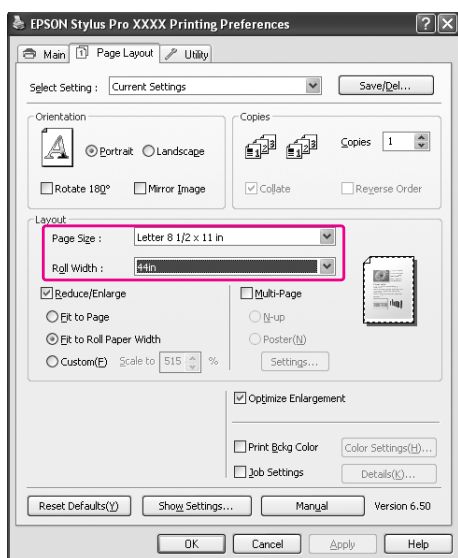 EPSON Stylus Pro XXXX Printing Preferences
Main Page Layout Utility
Select Setting : Current Settings Save/Del...
Orientation Copies
A Portrait Landscape Copies 1
Rotate 180° Mirror Image Collate Reverse Order
Layout
Page Size : Letter 8 1/2 x 11 in
Roll Width : 44in
Reduce/Enlarge Multi-Page
Fit to Page N-up
Fit to Roll Paper Width Poster(N)
Custom(F) Scale to 515 % Settings...
Optimize Enlargement
Print Bckg Color Color Settings(H)...
Job Settings Details(K)...
Reset Defaults(Y) Show Settings... Manual Version 6.50
OK Cancel Apply Help